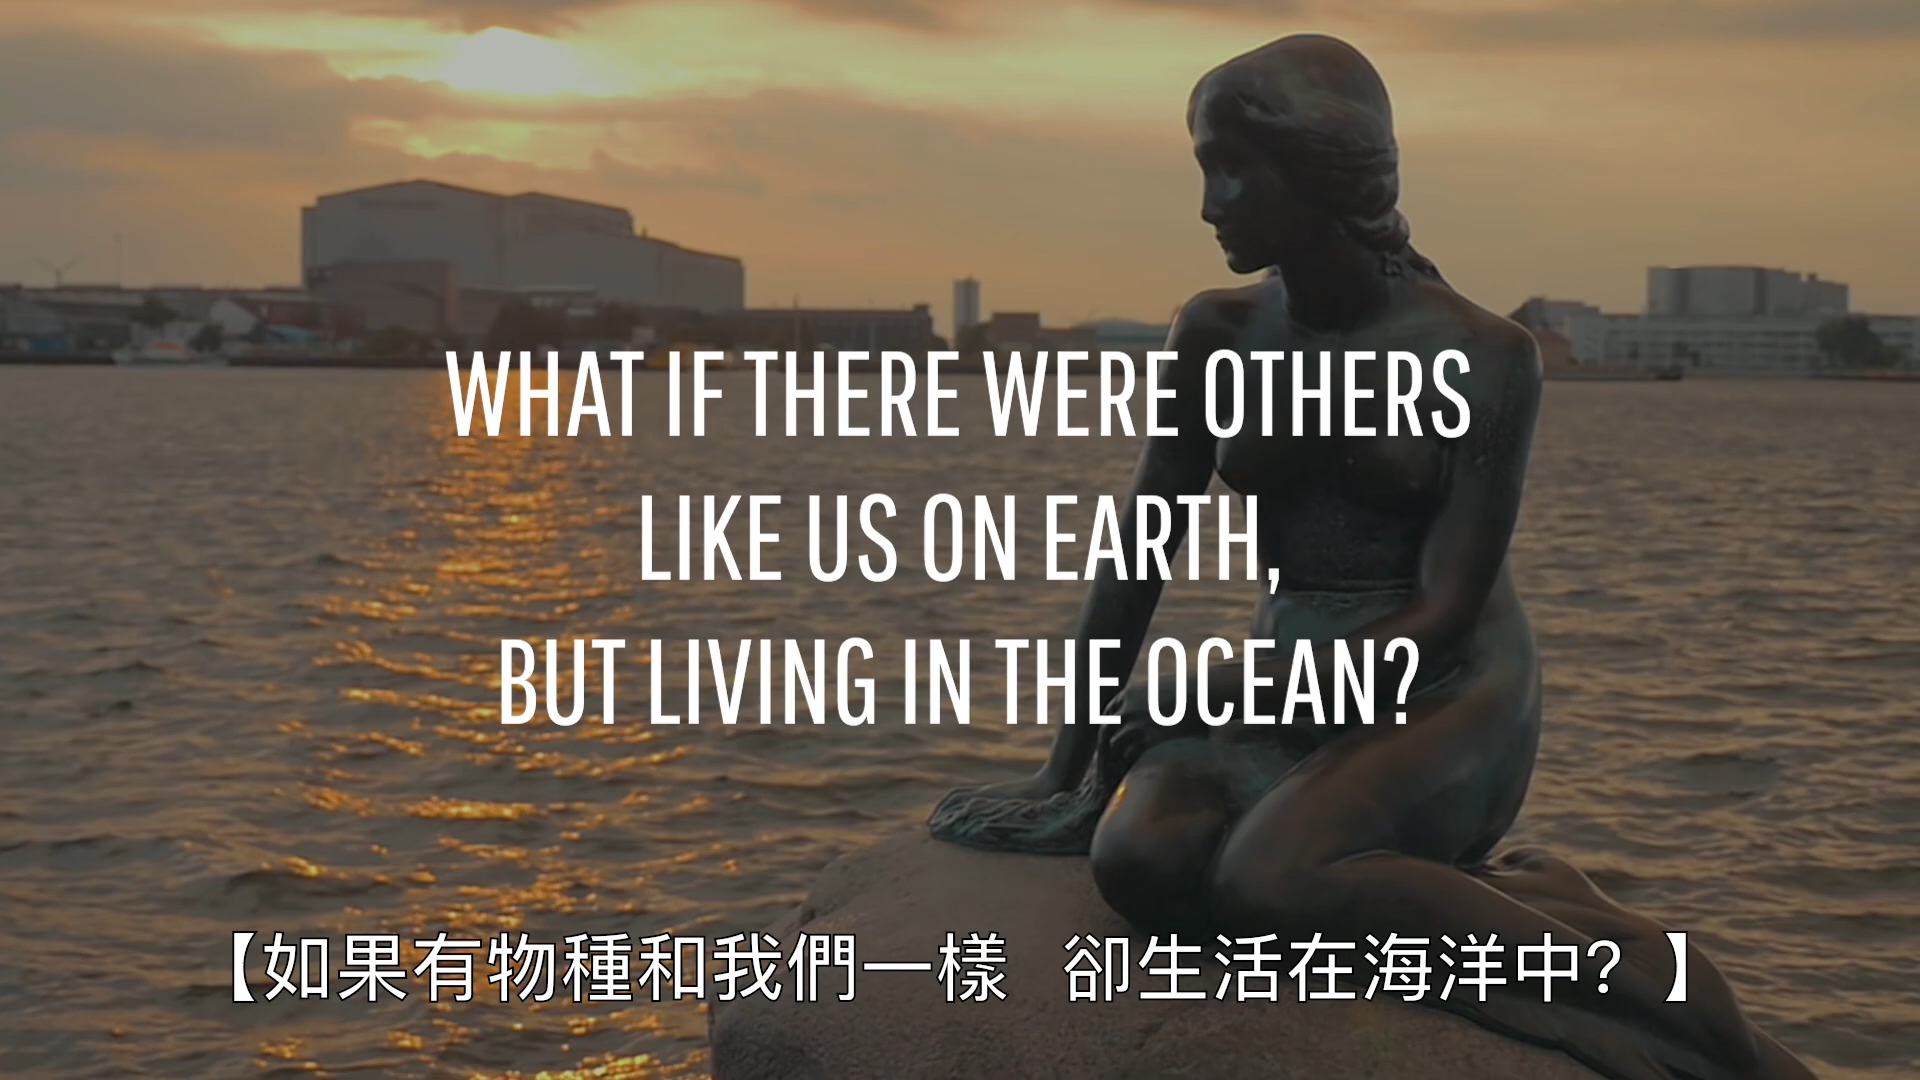 WHAT IF THERE WERE OTHERS
LIKE US ON EARTH,
BUT LIVING IN THE OCEAN?
【如果有物種和我們一樣 卻生活在海洋中？】